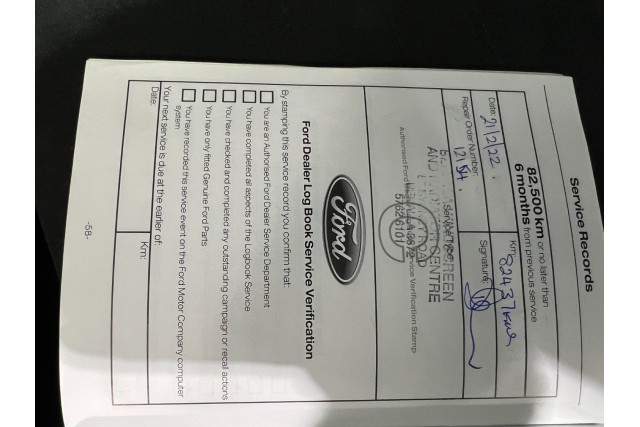 Service Records
82,500 km or no later than
6 months from previous service
Date: 21/2/22.
Km: 82437kms
Repair Order Number:
1254.
Signature:
Service Type:
Authorised Ford Service Verification Stamp
Ford
Ford Dealer Log Book Service Verification
By stamping this service record you confirm that:
You are an Authorised Ford Dealer Service Department
You have completed all aspects of the Logbook Service
You have checked and completed any outstanding campaign or recall actions
You have only fitted Genuine Ford Parts
You have recorded this service event on the Ford Motor Company computer
system
Your next service is due at the earlier of:
Date:
Km:
-58-